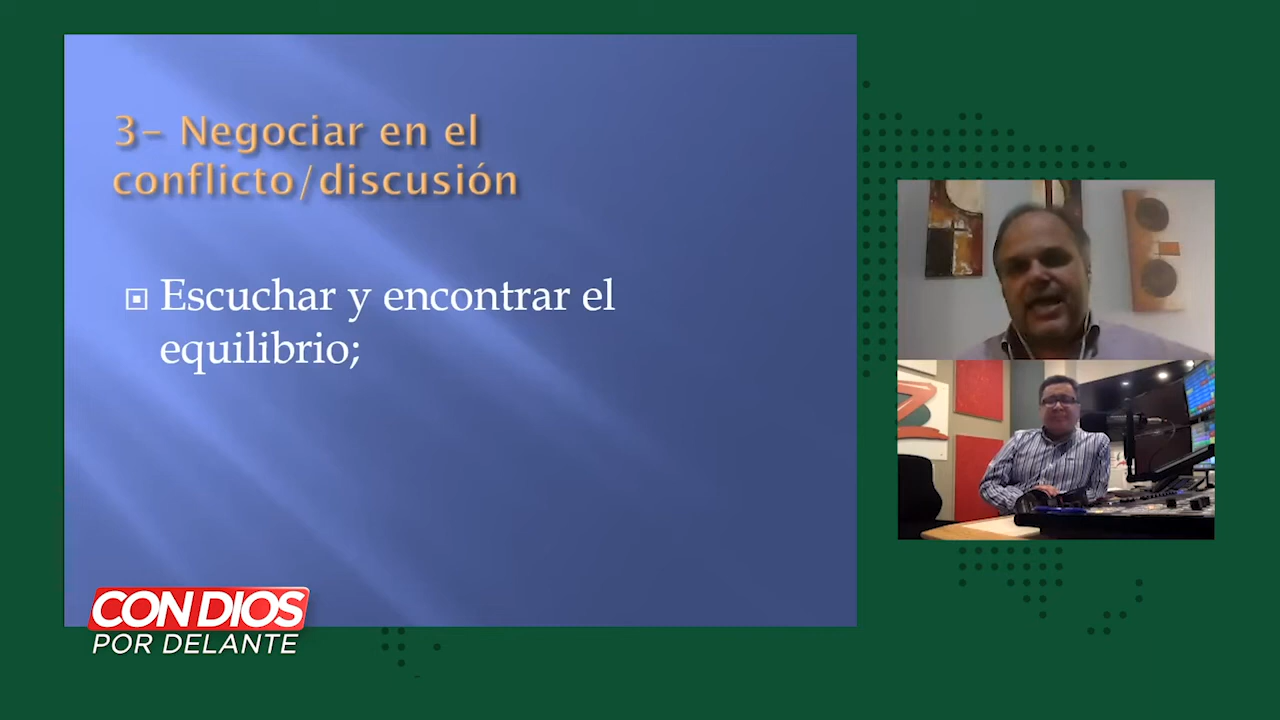 3- Negociar en el
conflicto/discusión
Escuchar y encontrar el
equilibrio;
CON DIOS
POR DELANTE
Z